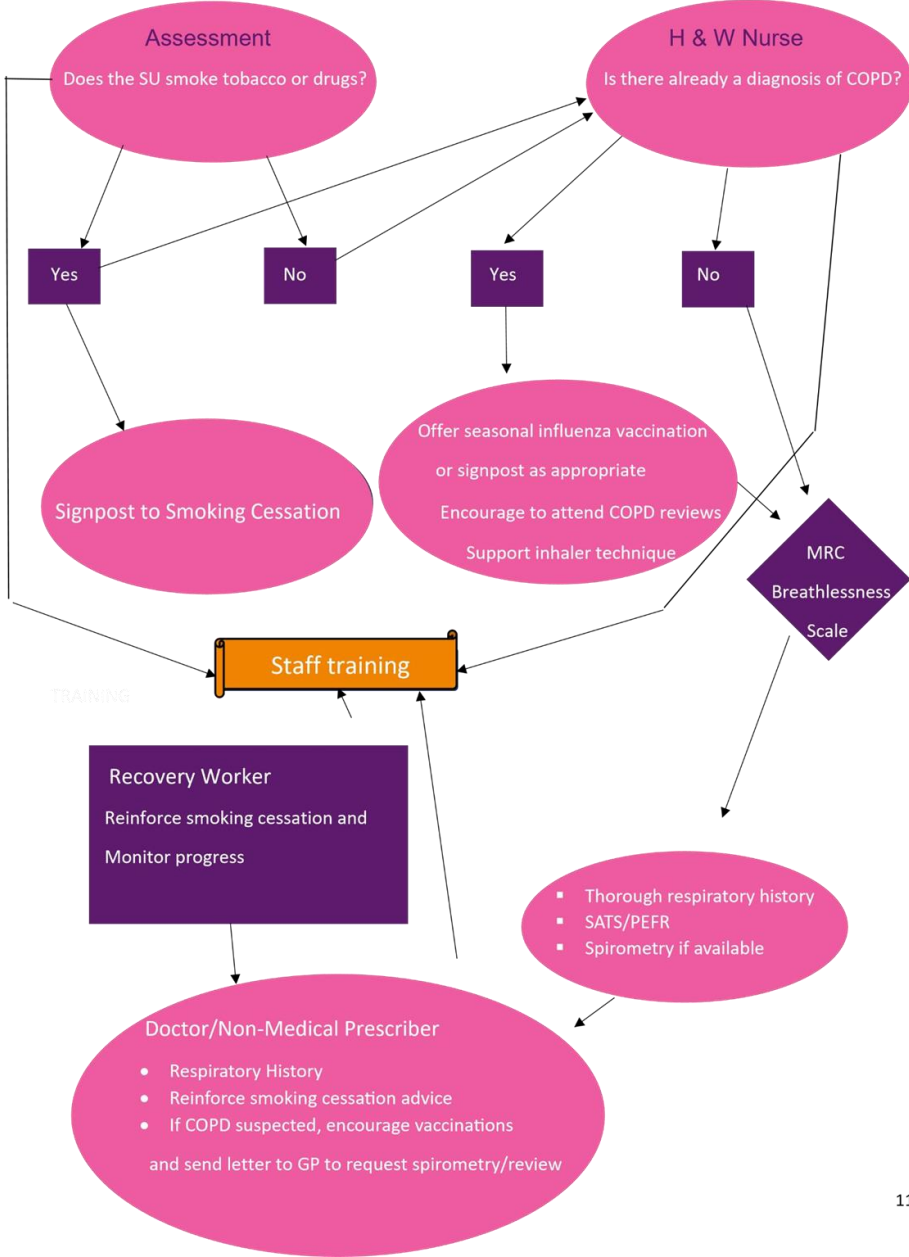 Assessment
Does the SU smoke tobacco or drugs?
H & W Nurse
Is there already a diagnosis of COPD?
Yes
No
Yes
No
Signpost to Smoking Cessation
Offer seasonal influenza vaccination
or signpost as appropriate
Encourage to attend COPD reviews
Support inhaler technique
MRC
Breathlessness
Scale
Staff training
TRAINING
Recovery Worker
Reinforce smoking cessation and
Monitor progress
▪ Thorough respiratory history
▪ SATS/PEFR
▪ Spirometry if available
Doctor/Non-Medical Prescriber
• Respiratory History
• Reinforce smoking cessation advice
• If COPD suspected, encourage vaccinations
and send letter to GP to request spirometry/review
11